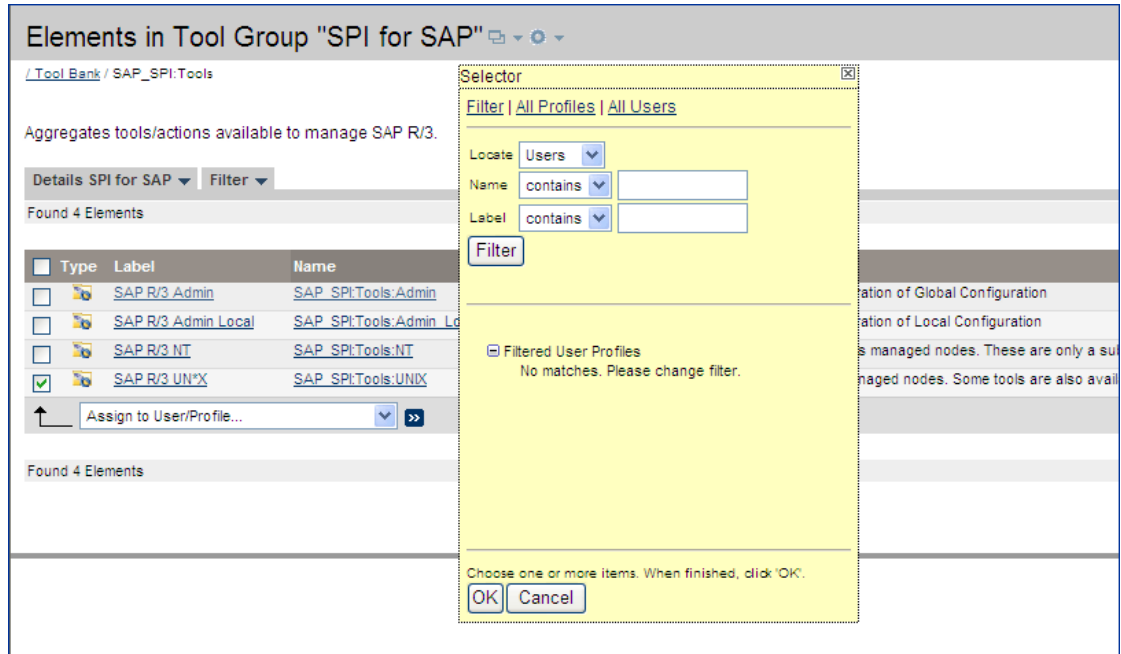 Elements in Tool Group "SPI for SAP"
/ Tool Bank / SAP_SPI:Tools
Aggregates tools/actions available to manage SAP R/3.
Details SPI for SAP
Filter
Found 4 Elements
Type Label Name
SAP R/3 Admin SAP_SPI:Tools:Admin ration of Global Configuration
SAP R/3 Admin Local SAP_SPI:Tools:Admin_Lo ration of Local Configuration
SAP R/3 NT SAP_SPI:Tools:NT s managed nodes. These are only a sul
SAP R/3 UN*X SAP_SPI:Tools:UNIX naged nodes. Some tools are also avail
Assign to User/Profile...
Found 4 Elements
Selector
Filter | All Profiles | All Users
Locate Users
Name contains
Label contains
Filter
Filtered User Profiles
No matches. Please change filter.
Choose one or more items. When finished, click 'OK'.
OK Cancel